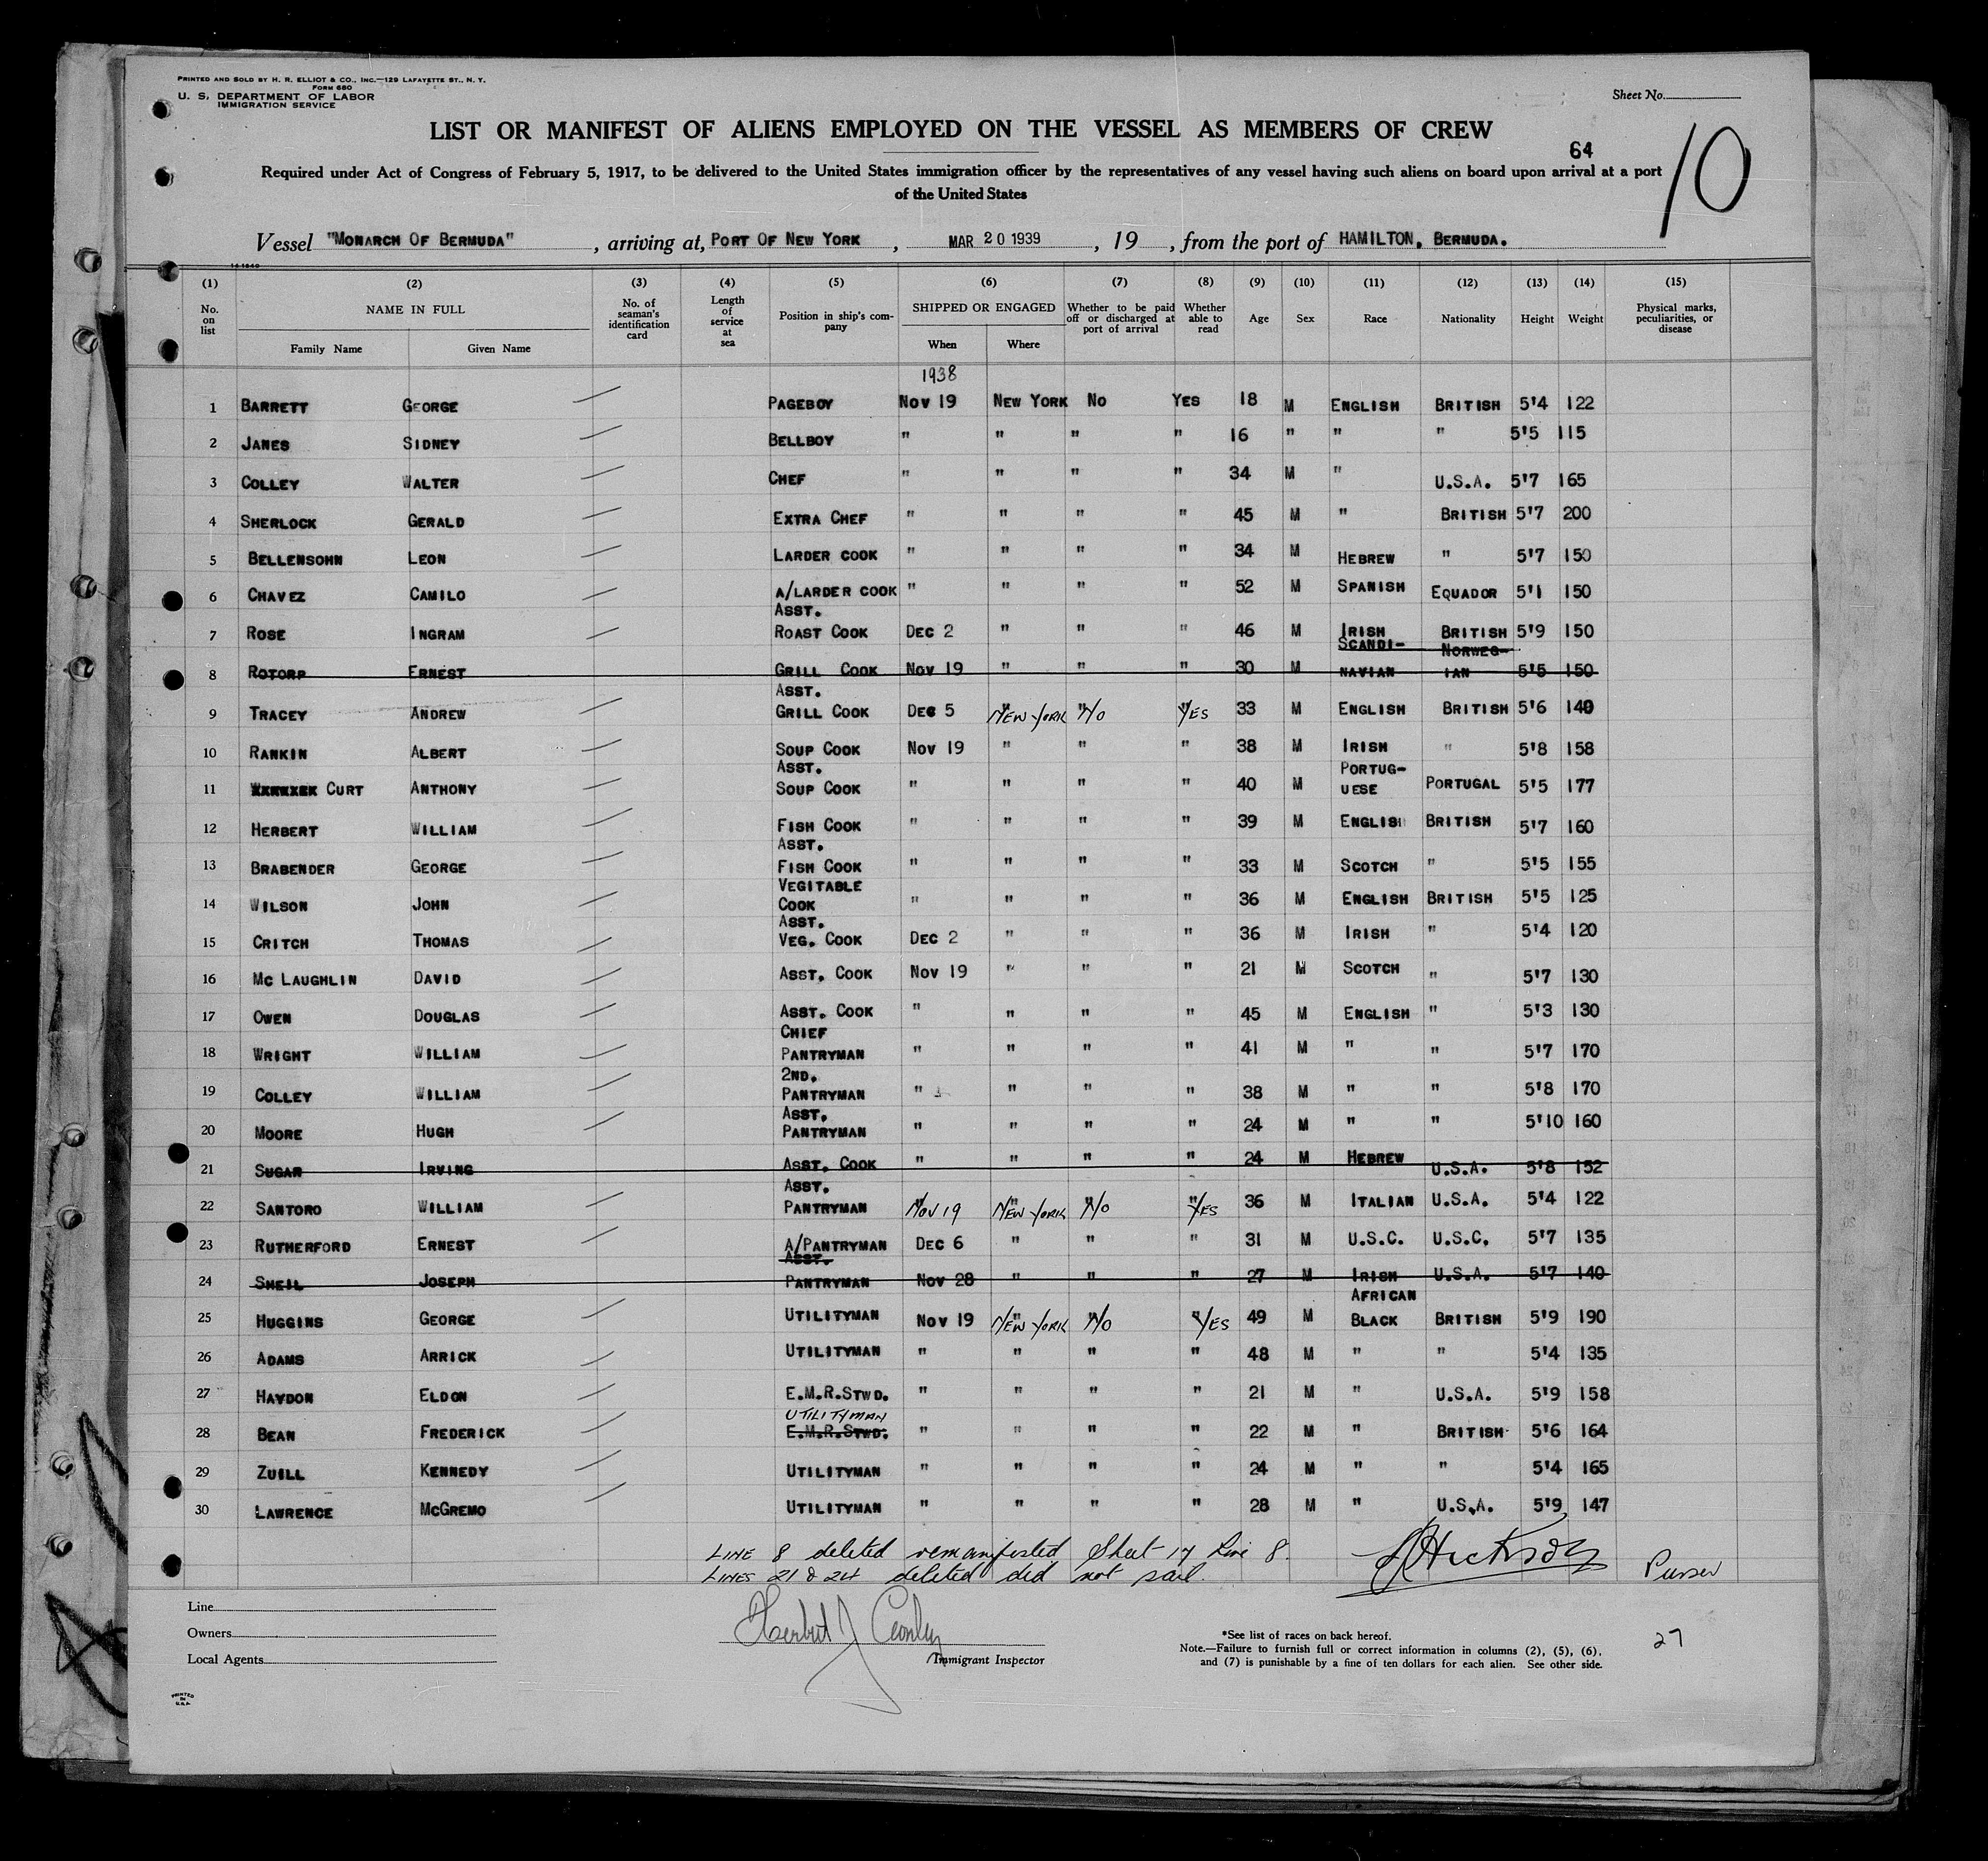 PRINTED AND SOLD BY H. R. ELLIOT & CO., INC.—129 LAFAYETTE ST., N. Y.
FORM 680
U. S. DEPARTMENT OF LABOR
IMMIGRATION SERVICE
Sheet No.
LIST OR MANIFEST OF ALIENS EMPLOYED ON THE VESSEL AS MEMBERS OF CREW
64
10
Required under Act of Congress of February 5, 1917, to be delivered to the United States immigration officer by the representatives of any vessel having such aliens on board upon arrival at a port
of the United States
Vessel "MONARCH OF BERMUDA" , arriving at, PORT OF NEW YORK , MAR 20 1939 , 19 , from the port of HAMILTON, BERMUDA.
(1) (2) (3) (4) (5) (6) (7) (8) (9) (10) (11) (12) (13) (14) (15)
No. on list NAME IN FULL Family Name Given Name No. of seaman's identification card Length of service at sea Position in ship's company SHIPPED OR ENGAGED When Where Whether to be paid off or discharged at port of arrival Whether able to read Age Sex Race Nationality Height Weight Physical marks, peculiarities, or disease
1938
1 BARRETT GEORGE PAGEBOY NOV 19 NEW YORK NO YES 18 M ENGLISH BRITISH 5'4 122
2 JANES SIDNEY BELLBOY " " " " 16 " " " 5'5 115
3 COLLEY WALTER CHEF " " " " 34 M " U.S.A. 5'7 165
4 SHERLOCK GERALD EXTRA CHEF " " " " 45 M " BRITISH 5'7 200
5 BELLENSOHN LEON LARDER COOK " " " " 34 M HEBREW " 5'7 150
6 CHAVEZ CAMILO A/LARDER COOK " " " " 52 M SPANISH EQUADOR 5'1 150
7 ROSE INGRAM ASST. ROAST COOK DEC 2 " " " 46 M IRISH BRITISH 5'9 150
8 ROTORP ERNEST GRILL COOK NOV 19 " " " 30 M SCANDI-NAVIAN NORWEG-IAN 5'5 150
9 TRACEY ANDREW ASST. GRILL COOK DEC 5 " NEW YORK " NO " YES 33 M ENGLISH BRITISH 5'6 140
10 RANKIN ALBERT SOUP COOK NOV 19 " " " 38 M IRISH " 5'8 158
11 CURT ANTHONY ASST. SOUP COOK " " " " 40 M PORTUG-UESE PORTUGAL 5'5 177
12 HERBERT WILLIAM FISH COOK " " " " 39 M ENGLISH BRITISH 5'7 160
13 BRABENDER GEORGE ASST. FISH COOK " " " " 33 M SCOTCH " 5'5 155
14 WILSON JOHN VEGITABLE COOK " " " " 36 M ENGLISH BRITISH 5'5 125
15 CRITCH THOMAS ASST. VEG. COOK DEC 2 " " " 36 M IRISH " 5'4 120
16 MC LAUGHLIN DAVID ASST. COOK NOV 19 " " " 21 M SCOTCH " 5'7 130
17 OWEN DOUGLAS ASST. COOK " " " " 45 M ENGLISH " 5'3 130
18 WRIGHT WILLIAM CHIEF PANTRYMAN " " " " 41 M " " 5'7 170
19 COLLEY WILLIAM 2ND. PANTRYMAN " " " " 38 M " " 5'8 170
20 MOORE HUGH ASST. PANTRYMAN " " " " 24 M " " 5'10 160
21 SUGAR IRVING ASST. COOK " " " " 24 M HEBREW U.S.A. 5'8 152
22 SANTORO WILLIAM ASST. PANTRYMAN " NOV 19 " NEW YORK " NO " YES 36 M ITALIAN U.S.A. 5'4 122
23 RUTHERFORD ERNEST A/PANTRYMAN DEC 6 " " " 31 M U.S.C. U.S.C. 5'7 135
24 SHEIL JOSEPH ASST. PANTRYMAN NOV 28 " " " 27 M IRISH U.S.A. 5'7 140
25 HUGGINS GEORGE UTILITYMAN NOV 19 " NEW YORK " NO " YES 49 M AFRICAN BLACK BRITISH 5'9 190
26 ADAMS ARRICK UTILITYMAN " " " " 48 M " " 5'4 135
27 HAYDON ELDON E.M.R.STWD. " " " " 21 M " U.S.A. 5'9 158
28 BEAN FREDERICK UTILITYMAN E.M.R.STWD. " " " " 22 M " BRITISH 5'6 164
29 ZUILL KENNEDY UTILITYMAN " " " " 24 M " " 5'4 165
30 LAWRENCE MCGREMO UTILITYMAN " " " " 28 M " U.S.A. 5'9 147
LINE 8 deleted remanifested Sheet 17 Line 8.
LINES 21 & 24 deleted did not sail.
Purser
Line
Owners
Local Agents
Herbert J Conley
Immigrant Inspector
*See list of races on back hereof.
Note.—Failure to furnish full or correct information in columns (2), (5), (6),
and (7) is punishable by a fine of ten dollars for each alien. See other side.
27
PRINTED
IN
U.S.A.